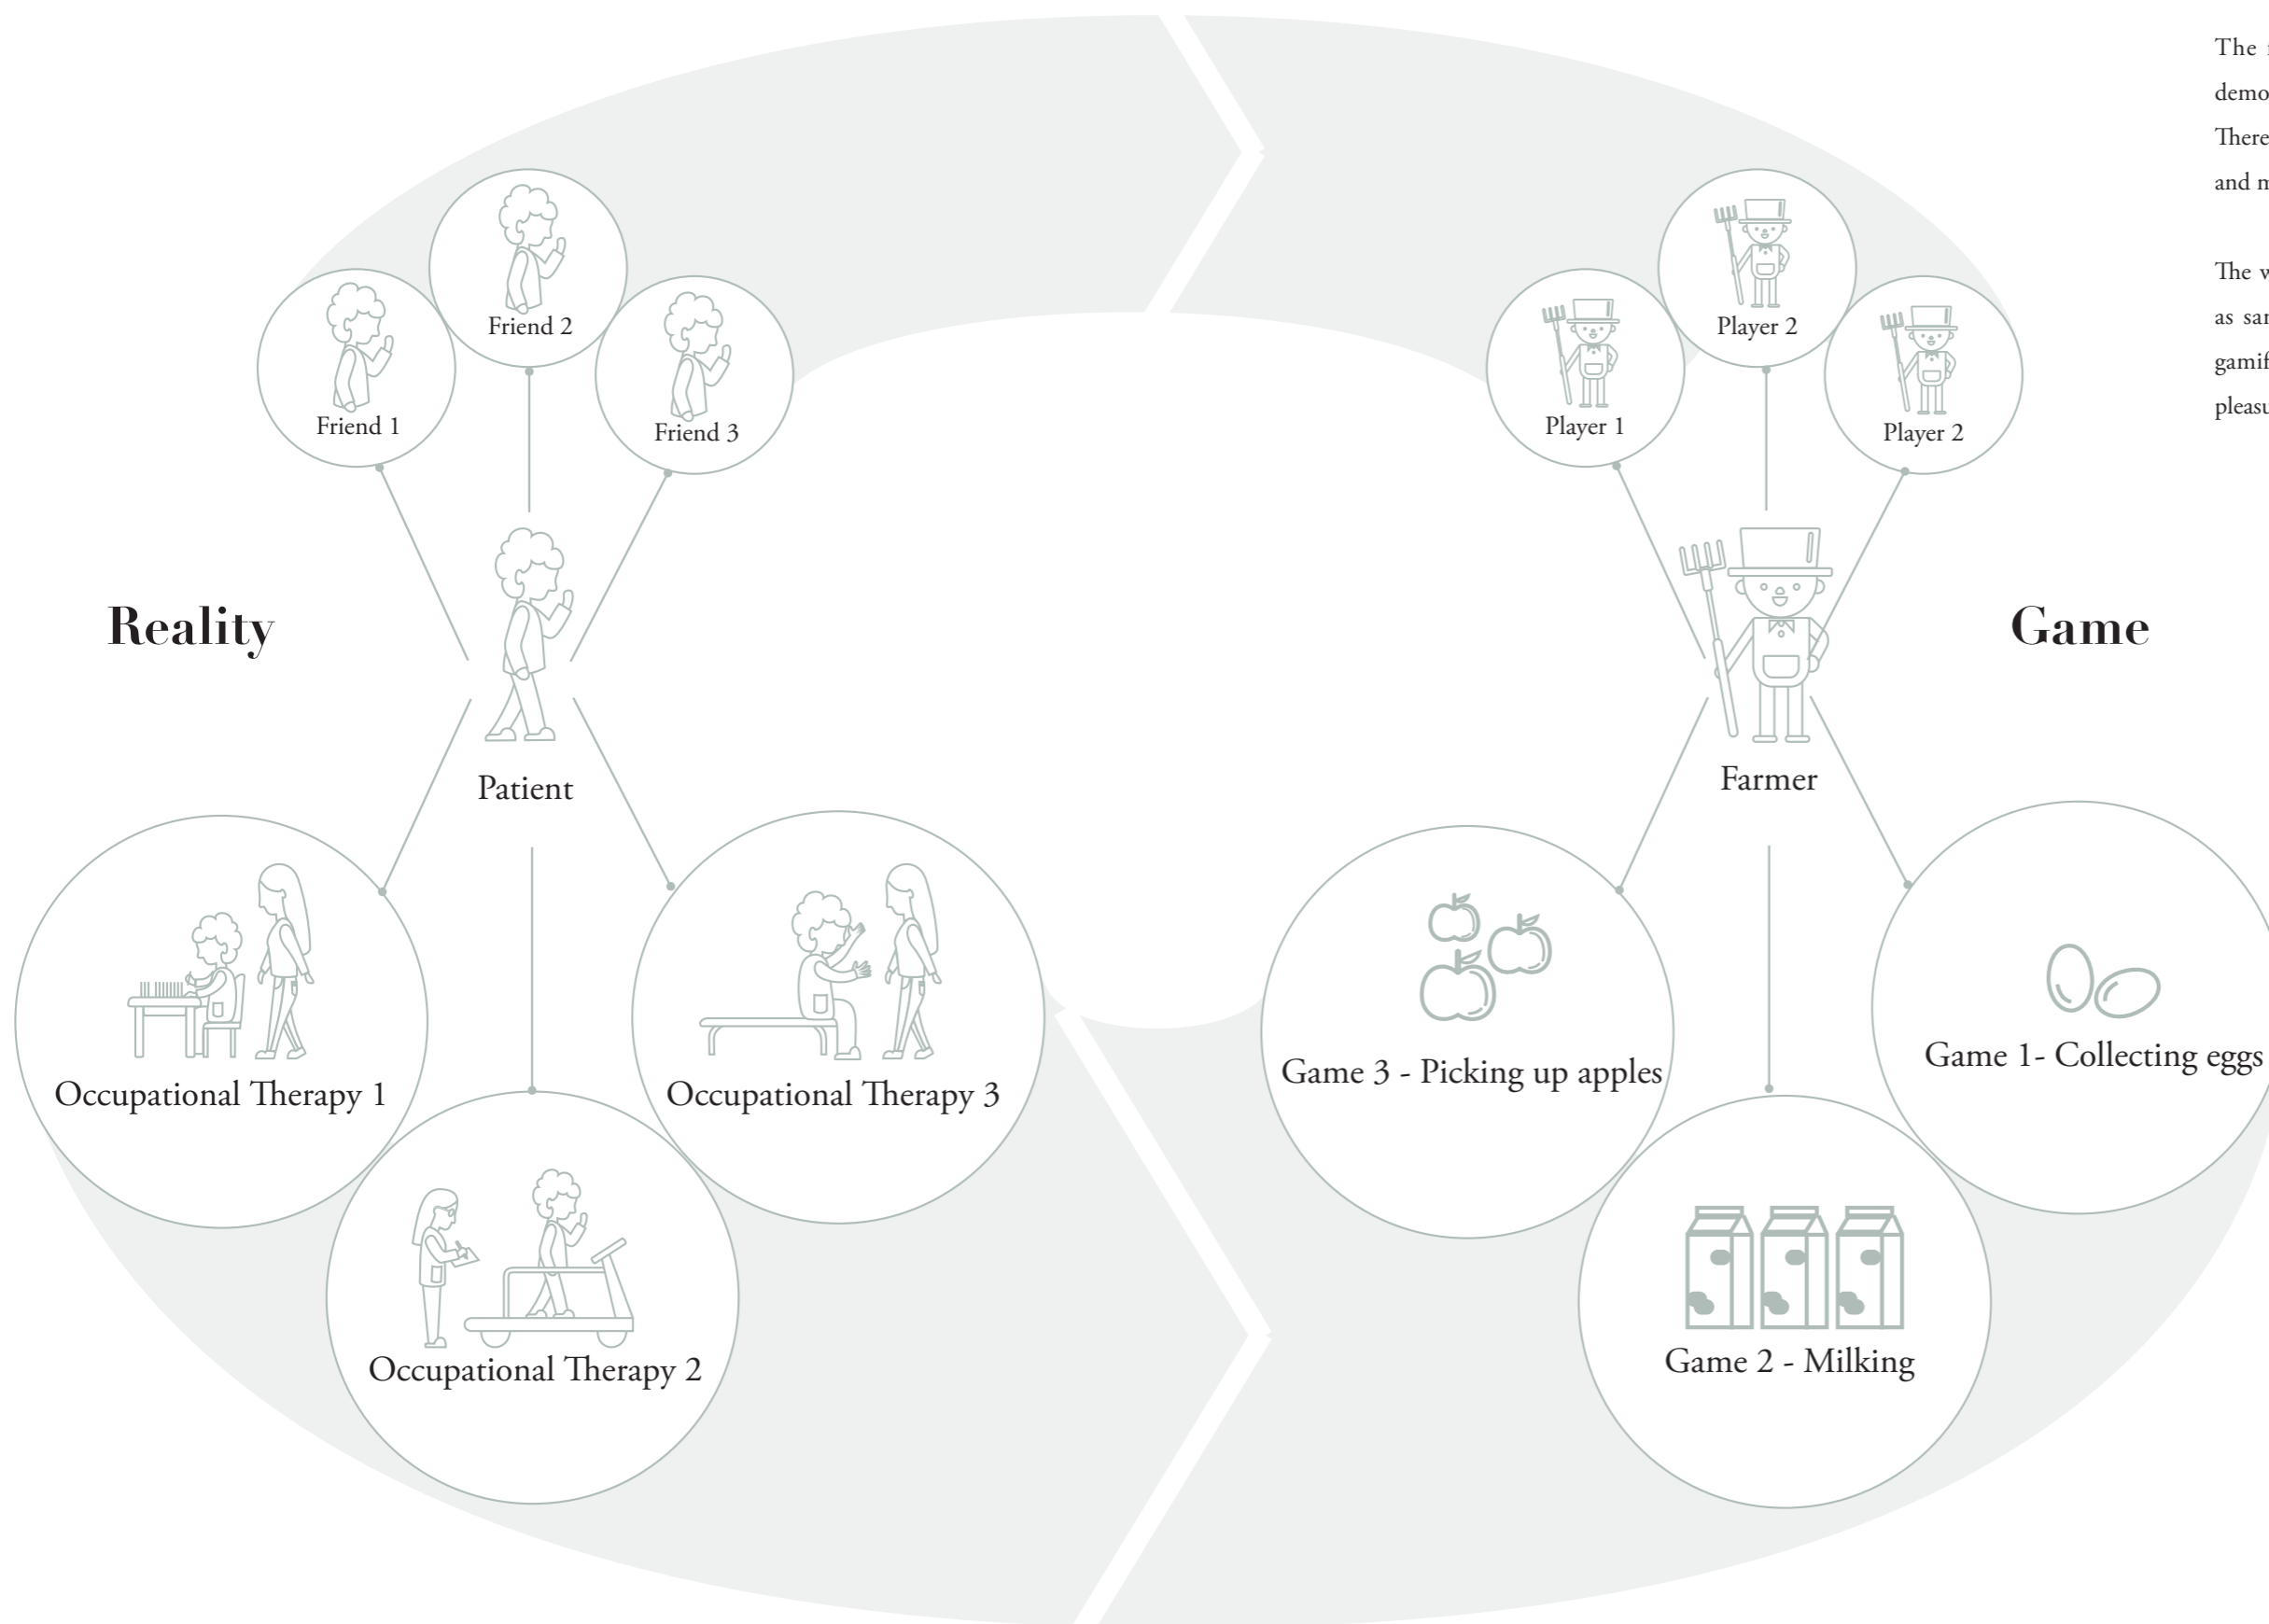 The
demo
There
and m
The w
as sar
gamif
pleasu
Friend 2
Friend 1
Friend 3
Player 2
Player 1
Player 2
Reality
Game
Patient
Farmer
Occupational Therapy 1
Occupational Therapy 3
Occupational Therapy 2
Game 3 - Picking up apples
Game 1- Collecting eggs
Game 2 - Milking